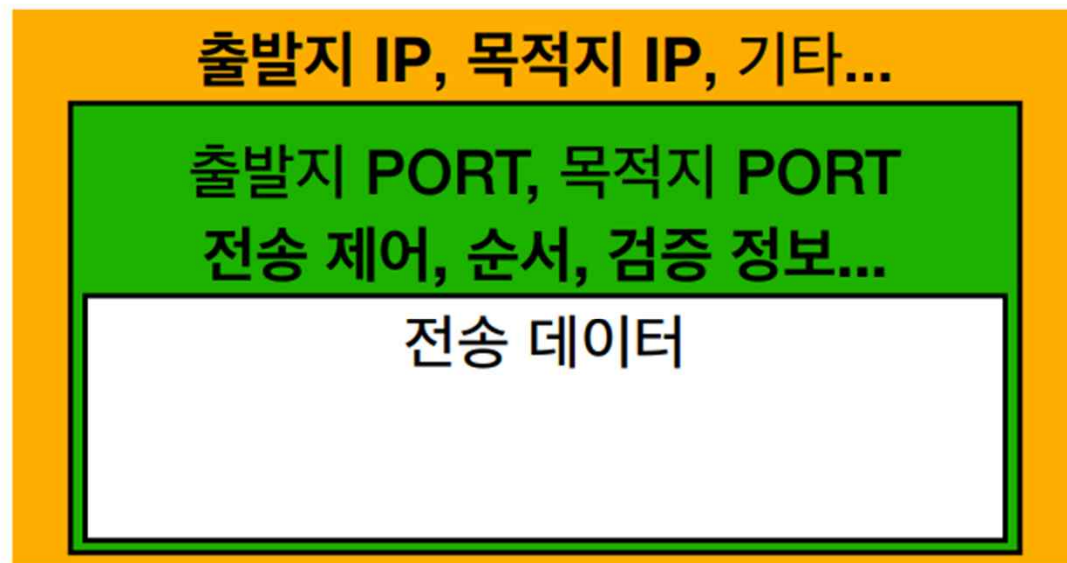 출발지 IP, 목적지 IP, 기타...
출발지 PORT, 목적지 PORT
전송 제어, 순서, 검증 정보...
전송 데이터